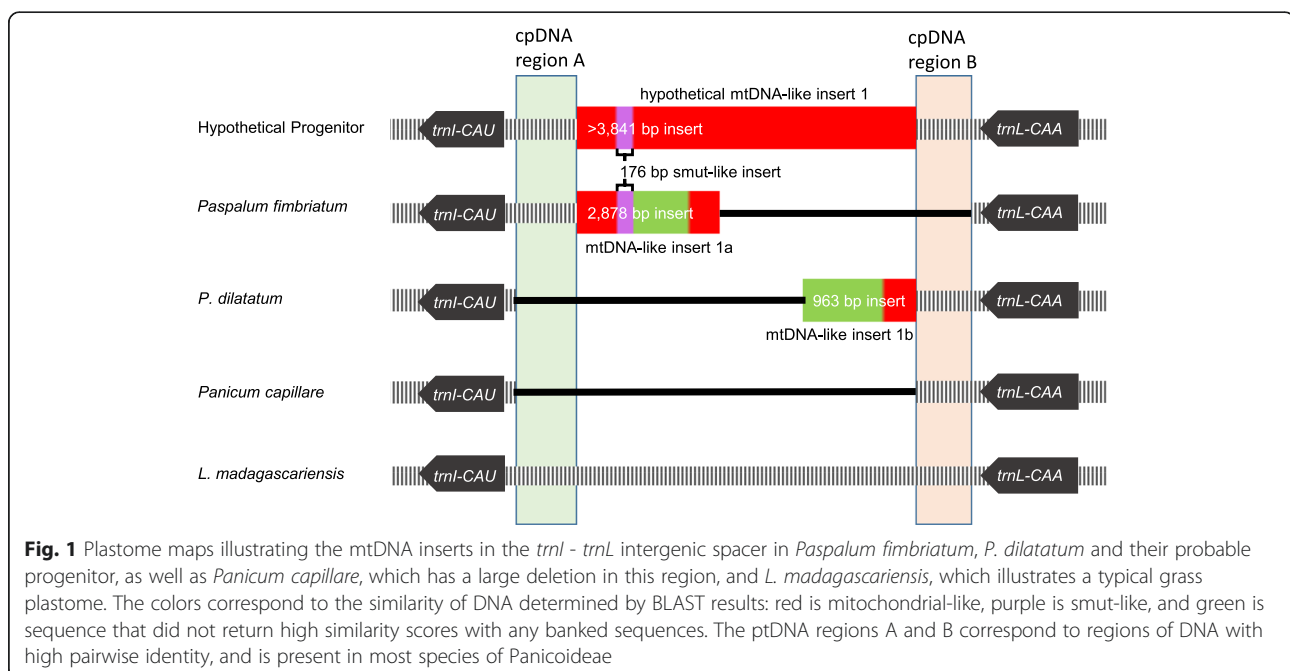 cpDNA
region A
cpDNA
region B
hypothetical mtDNA-like insert 1
Hypothetical Progenitor
trnI-CAU
>3,841 bp insert
trnL-CAA
176 bp smut-like insert
Paspalum fimbriatum
trnI-CAU
2,878 bp insert
trnL-CAA
mtDNA-like insert 1a
P. dilatatum
trnI-CAU
963 bp insert
trnL-CAA
mtDNA-like insert 1b
Panicum capillare
trnI-CAU
trnL-CAA
L. madagascariensis
trnI-CAU
trnL-CAA
Fig. 1 Plastome maps illustrating the mtDNA inserts in the trnI - trnL intergenic spacer in Paspalum fimbriatum, P. dilatatum and their probable
progenitor, as well as Panicum capillare, which has a large deletion in this region, and L. madagascariensis, which illustrates a typical grass
plastome. The colors correspond to the similarity of DNA determined by BLAST results: red is mitochondrial-like, purple is smut-like, and green is
sequence that did not return high similarity scores with any banked sequences. The ptDNA regions A and B correspond to regions of DNA with
high pairwise identity, and is present in most species of Panicoideae